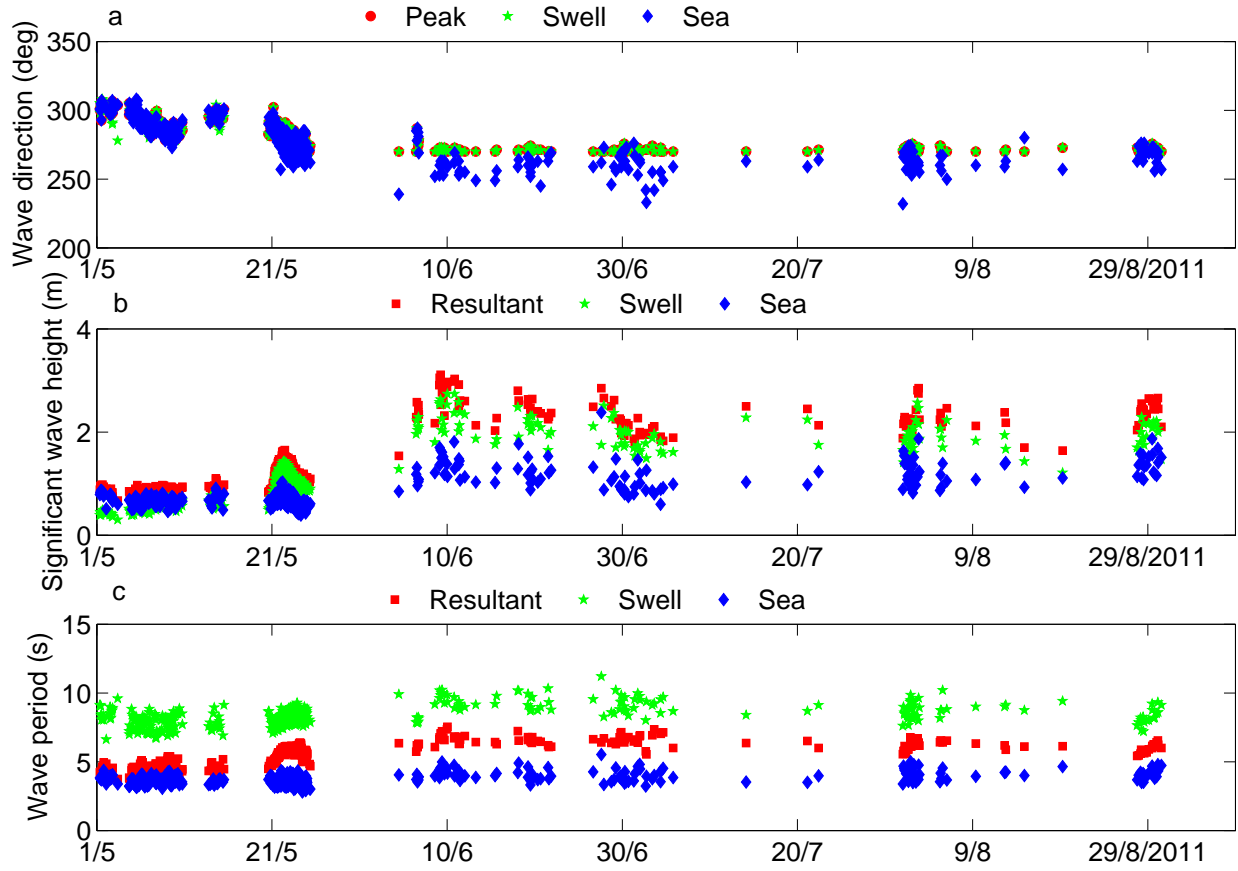 a
Peak Swell Sea
Wave direction (deg)
350
300
250
200
1/5 21/5 10/6 30/6 20/7 9/8 29/8/2011
b
Resultant Swell Sea
Significant wave height (m)
4
2
0
1/5 21/5 10/6 30/6 20/7 9/8 29/8/2011
c
Resultant Swell Sea
Wave period (s)
15
10
5
0
1/5 21/5 10/6 30/6 20/7 9/8 29/8/2011